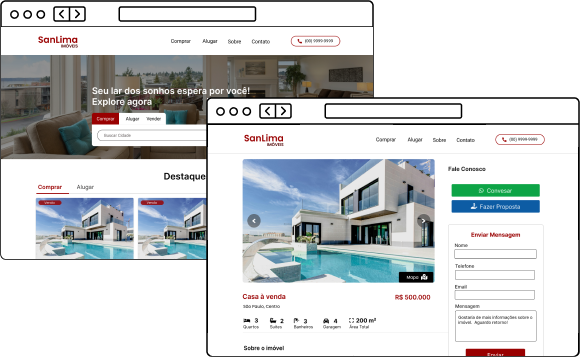 SanLima
IMÓVEIS
Comprar Alugar Sobre Contato (00) 9999-9999
Seu lar dos sonhos espera por você!
Explore agora
Comprar Alugar Vender
Buscar Cidade
Destaque
Comprar Alugar
Venda Venda
SanLima
IMÓVEIS
Comprar Alugar Sobre Contato (00) 9999-9999
Mapa
Casa à venda R$ 500.000
São Paulo, Centro
3 2 3 4 200 m²
Quartos Suítes Banheiros Garagem Área Total
Sobre o imóvel
Fale Conosco
Convesar
Fazer Proposta
Enviar Mensagem
Nome
Telefone
Email
Mensagem
Gostaria de mais informações sobre o
imóvel. Aguardo retorno!
Enviar